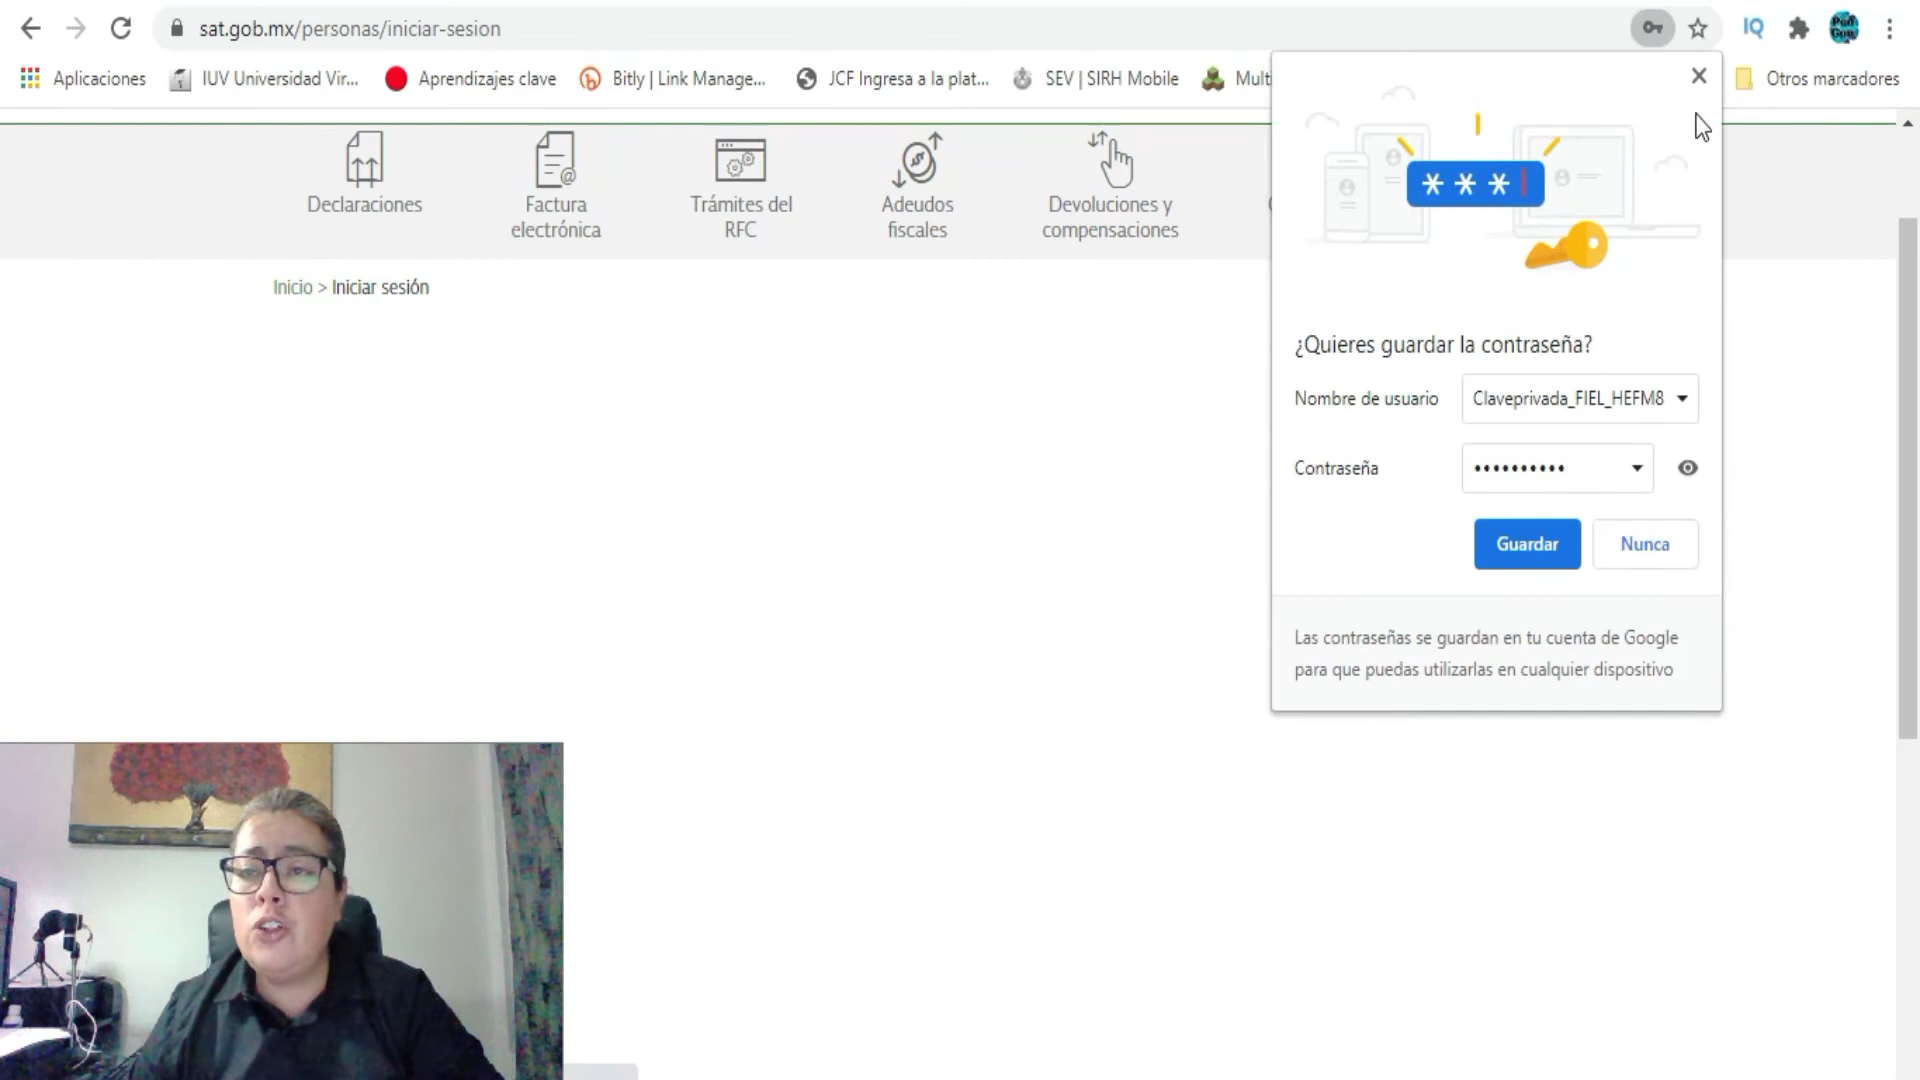 sat.gob.mx/personas/iniciar-sesion
IQ
Aplicaciones
IUV Universidad Vir...
Aprendizajes clave
Bitly | Link Manage...
JCF Ingresa a la plat...
SEV | SIRH Mobile
Mult
Otros marcadores
Declaraciones
Factura
electrónica
Trámites del
RFC
Adeudos
fiscales
Devoluciones y
compensaciones
Inicio > Iniciar sesión
***
¿Quieres guardar la contraseña?
Nombre de usuario
Claveprivada_FIEL_HEFM8
Contraseña
••••••••••
Guardar
Nunca
Las contraseñas se guardan en tu cuenta de Google
para que puedas utilizarlas en cualquier dispositivo